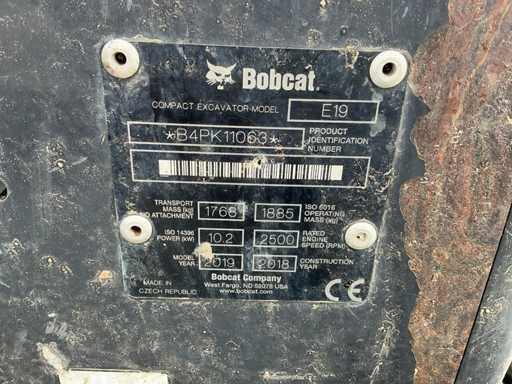 Bobcat.
COMPACT EXCAVATOR-MODEL E19
*B4PK11063* PRODUCT IDENTIFICATION NUMBER
TRANSPORT MASS (kg) NO ATTACHMENT 1768 1885 ISO 6016 OPERATING MASS (kg)
ISO 14396 POWER (kW) 10.2 2500 RATED ENGINE SPEED (RPM)
MODEL YEAR 2019 2018 CONSTRUCTION YEAR
Bobcat Company
MADE IN CZECH REPUBLIC West Fargo, ND 58078 USA
www.bobcat.com CE